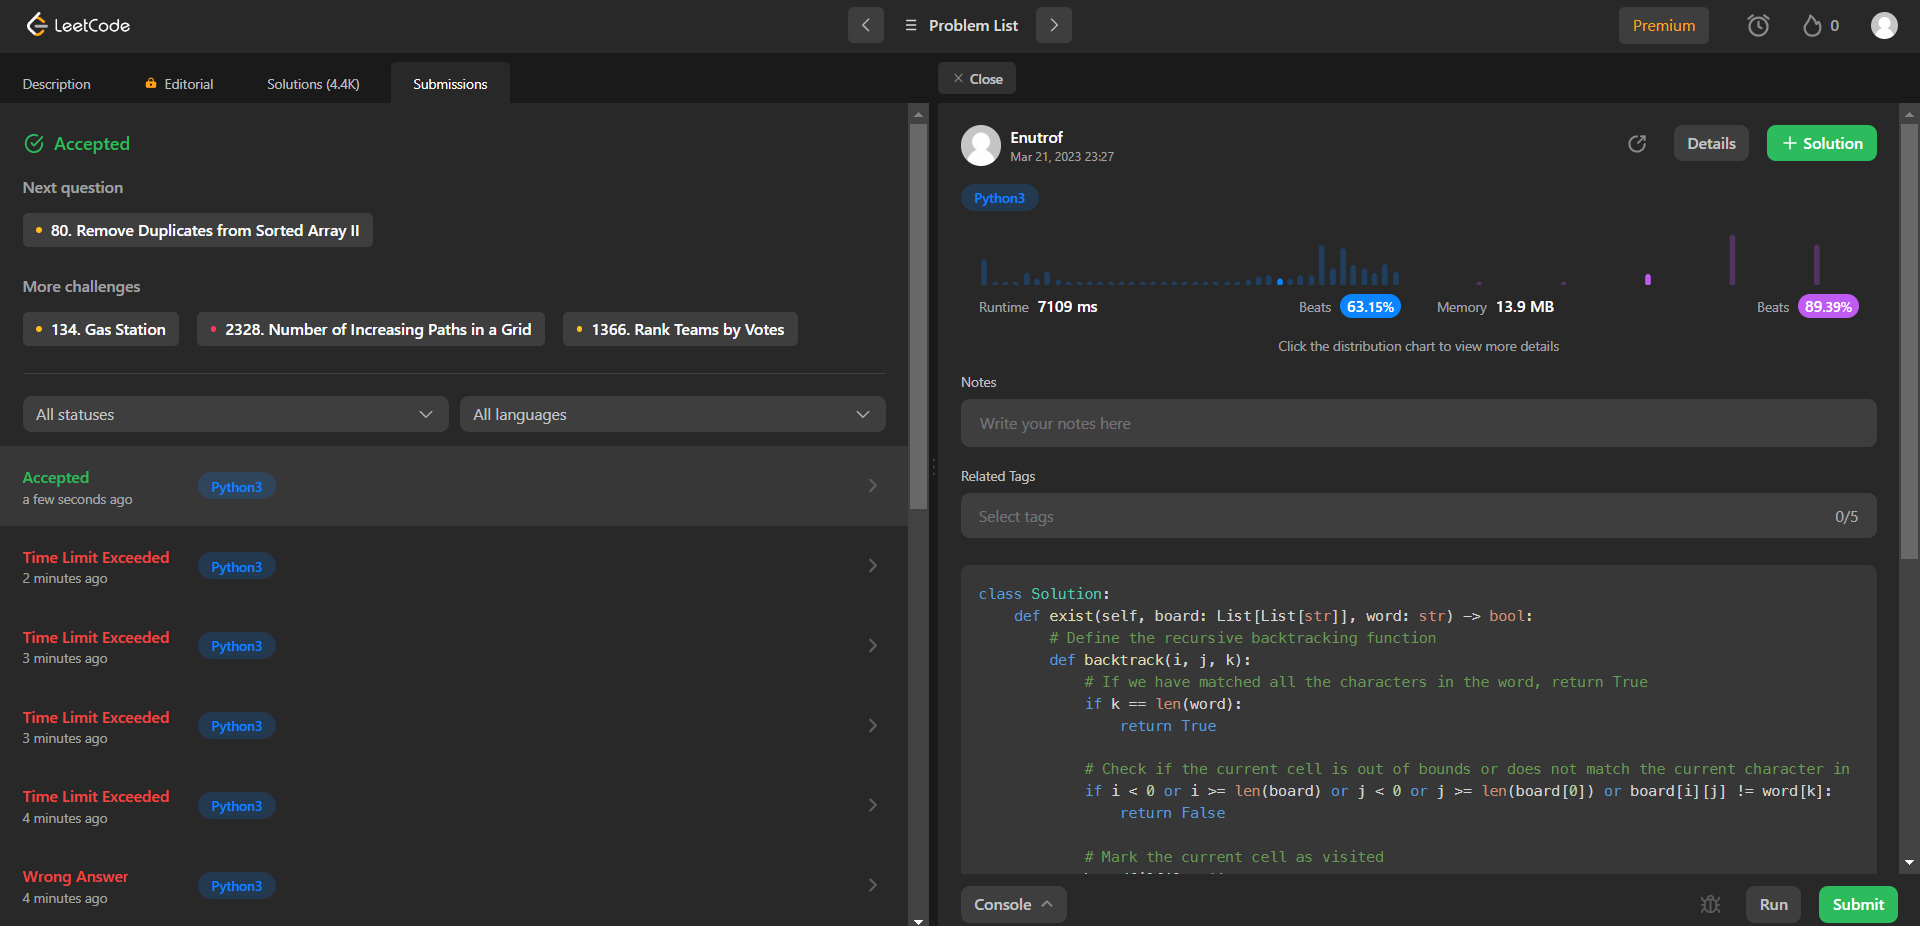 LeetCode
Problem List
Premium
0
Description
Editorial
Solutions (4.4K)
Submissions
Close
Accepted
Next question
80. Remove Duplicates from Sorted Array II
More challenges
134. Gas Station
2328. Number of Increasing Paths in a Grid
1366. Rank Teams by Votes
All statuses
All languages
Accepted
a few seconds ago
Python3
Time Limit Exceeded
2 minutes ago
Python3
Time Limit Exceeded
3 minutes ago
Python3
Time Limit Exceeded
3 minutes ago
Python3
Time Limit Exceeded
4 minutes ago
Python3
Wrong Answer
4 minutes ago
Python3
Enutrof
Mar 21, 2023 23:27
Details
+ Solution
Python3
Runtime 7109 ms
Beats 63.15%
Memory 13.9 MB
Beats 89.39%
Click the distribution chart to view more details
Notes
Write your notes here
Related Tags
Select tags
0/5
class Solution:
    def exist(self, board: List[List[str]], word: str) -> bool:
        # Define the recursive backtracking function
        def backtrack(i, j, k):
            # If we have matched all the characters in the word, return True
            if k == len(word):
                return True
            # Check if the current cell is out of bounds or does not match the current character in
            if i < 0 or i >= len(board) or j < 0 or j >= len(board[0]) or board[i][j] != word[k]:
                return False
            # Mark the current cell as visited
Console
Run
Submit